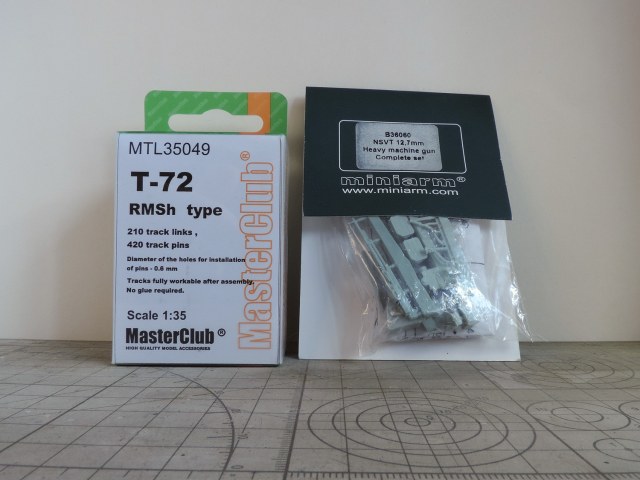 MTL35049
T-72
RMSh type
210 track links ,
420 track pins
Diameter of the holes for installation
of pins - 0.6 mm
Tracks fully workable after assembly.
No glue required.
Scale 1:35
MasterClub®
HIGH QUALITY MODEL ACCESSORIES
MasterClub®
B35060
NSVT 12,7mm
Heavy machine gun
Complete set
miniarm®
www.miniarm.com